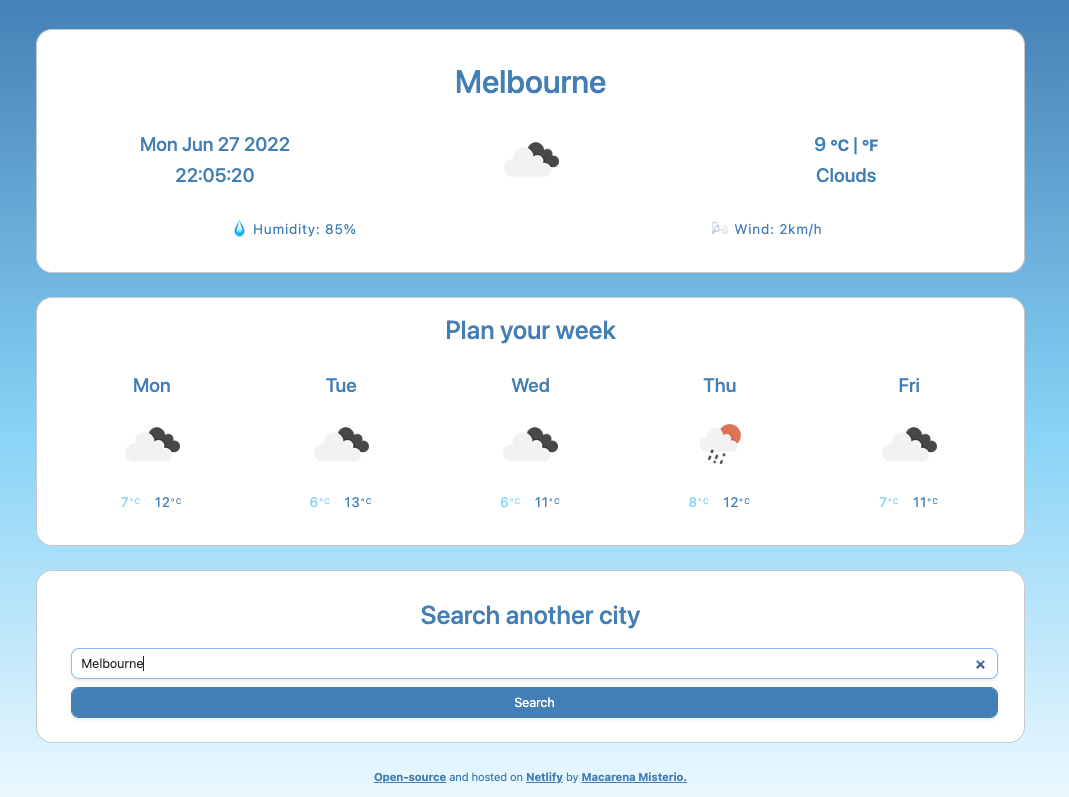 Melbourne
Mon Jun 27 2022
22:05:20
9 ºC | ºF
Clouds
💧 Humidity: 85%
🌬 Wind: 2km/h
Plan your week
Mon Tue Wed Thu Fri
7°C 12°C 6°C 13°C 6°C 11°C 8°C 12°C 7°C 11°C
Search another city
Melbourne ×
Search
Open-source and hosted on Netlify by Macarena Misterio.